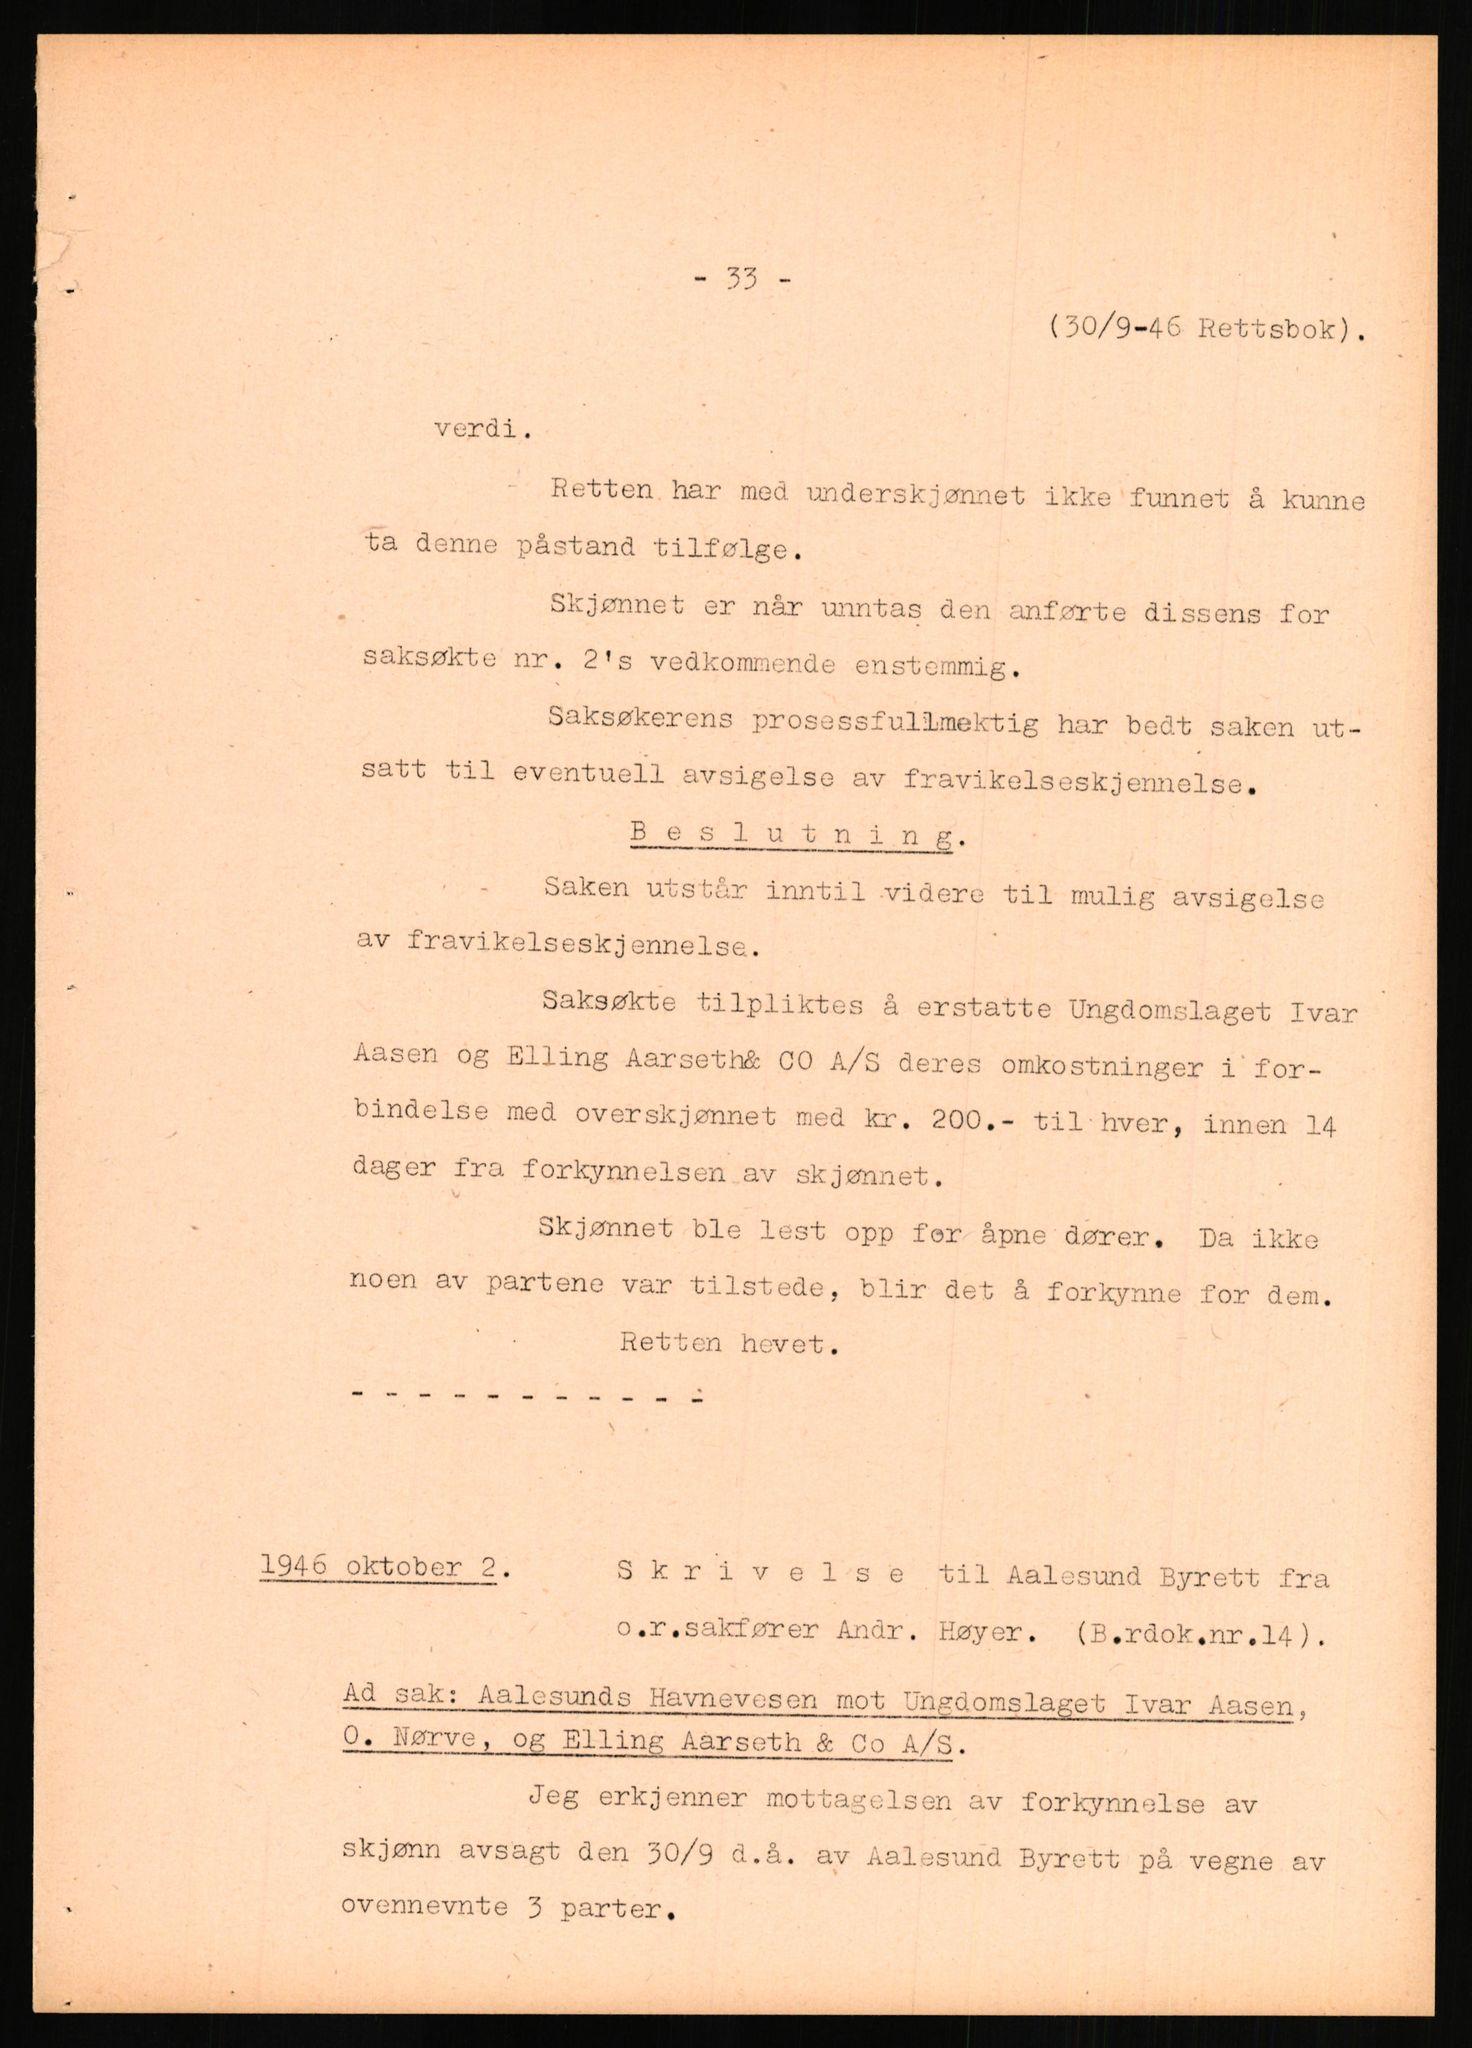 - 33 -
(30/9-46 Rettsbok).
verdi.
Retten har med underskjønnet ikke funnet å kunne
ta denne påstand tilfølge.
Skjønnet er når unntas den anførte dissens for
saksøkte nr. 2's vedkommende enstemmig.
Saksøkerens prosessfullmektig har bedt saken ut-
satt til eventuell avsigelse av fravikelseskjennelse.
B e s l u t n i n g.
Saken utstår inntil videre til mulig avsigelse
av fravikelseskjennelse.
Saksøkte tilpliktes å erstatte Ungdomslaget Ivar
Aasen og Elling Aarseth& CO A/S deres omkostninger i for-
bindelse med overskjønnet med kr. 200.- til hver, innen 14
dager fra forkynnelsen av skjønnet.
Skjønnet ble lest opp for åpne dører. Da ikke
noen av partene var tilstede, blir det å forkynne for dem.
Retten hevet.
- - - - - - - - - - -
1946 oktober 2. S k r i v e l s e til Aalesund Byrett fra
o.r.sakfører Andr. Høyer. (B.rdok.nr.14).
Ad sak: Aalesunds Havnevesen mot Ungdomslaget Ivar Aasen,
O. Nørve, og Elling Aarseth & Co A/S.
Jeg erkjenner mottagelsen av forkynnelse av
skjønn avsagt den 30/9 d.å. av Aalesund Byrett på vegne av
ovennevnte 3 parter.